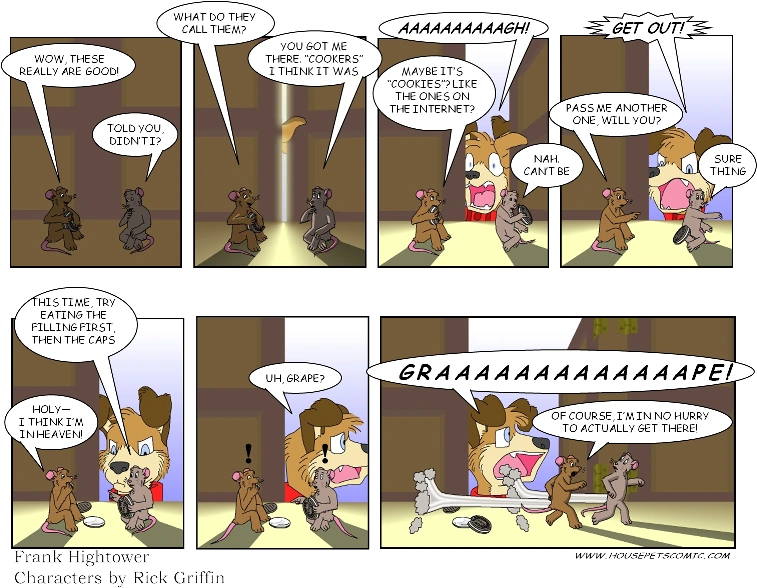 WOW, THESE
REALLY ARE GOOD!
TOLD YOU,
DIDN'T I?
WHAT DO THEY
CALL THEM?
YOU GOT ME
THERE. "COOKERS"
I THINK IT WAS
AAAAAAAAAAGH!
MAYBE IT'S
"COOKIES"? LIKE
THE ONES ON
THE INTERNET?
NAH.
CAN'T BE
GET OUT!
PASS ME ANOTHER
ONE, WILL YOU?
SURE
THING
THIS TIME, TRY
EATING THE
FILLING FIRST,
THEN THE CAPS
HOLY—
I THINK I'M
IN HEAVEN!
UH, GRAPE?
!
!
GRAAAAAAAAAAAAAAPE!
OF COURSE, I'M IN NO HURRY
TO ACTUALLY GET THERE!
Frank Hightower
Characters by Rick Griffin
WWW.HOUSEPETSCOMIC.COM